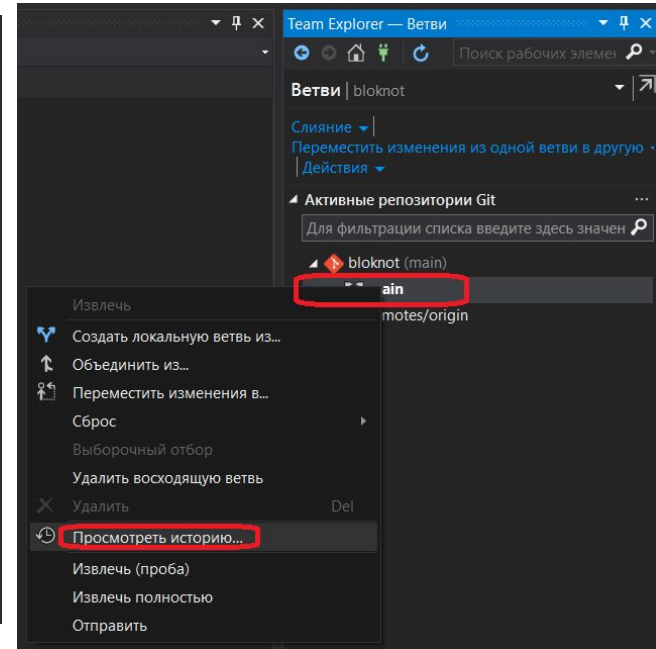 Team Explorer — Ветви
Поиск рабочих элемен
Ветви | bloknot
Слияние
Переместить изменения из одной ветви в другую
Действия
Активные репозитории Git
Для фильтрации списка введите здесь значен
bloknot (main)
ain
motes/origin
Извлечь
Создать локальную ветвь из...
Объединить из...
Переместить изменения в...
Сброс
Выборочный отбор
Удалить восходящую ветвь
Удалить Del
Просмотреть историю...
Извлечь (проба)
Извлечь полностью
Отправить